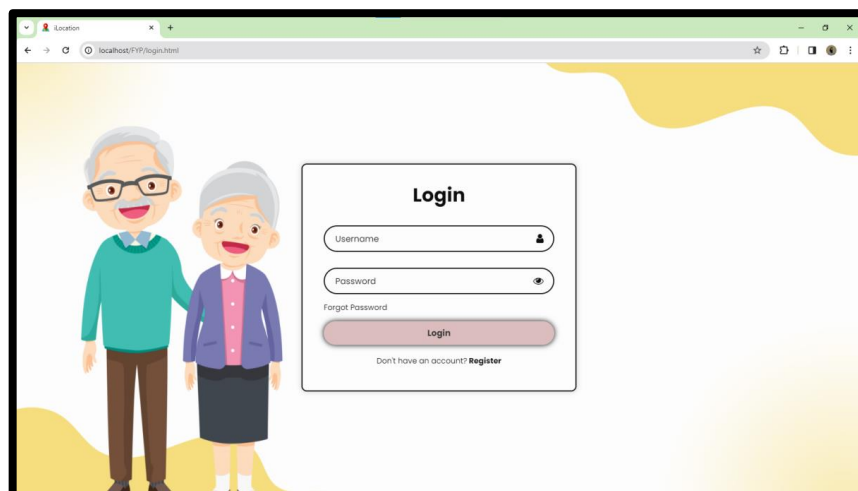 iLocation
localhost/FYP/login.html
Login
Username
Password
Forgot Password
Login
Don't have an account? Register